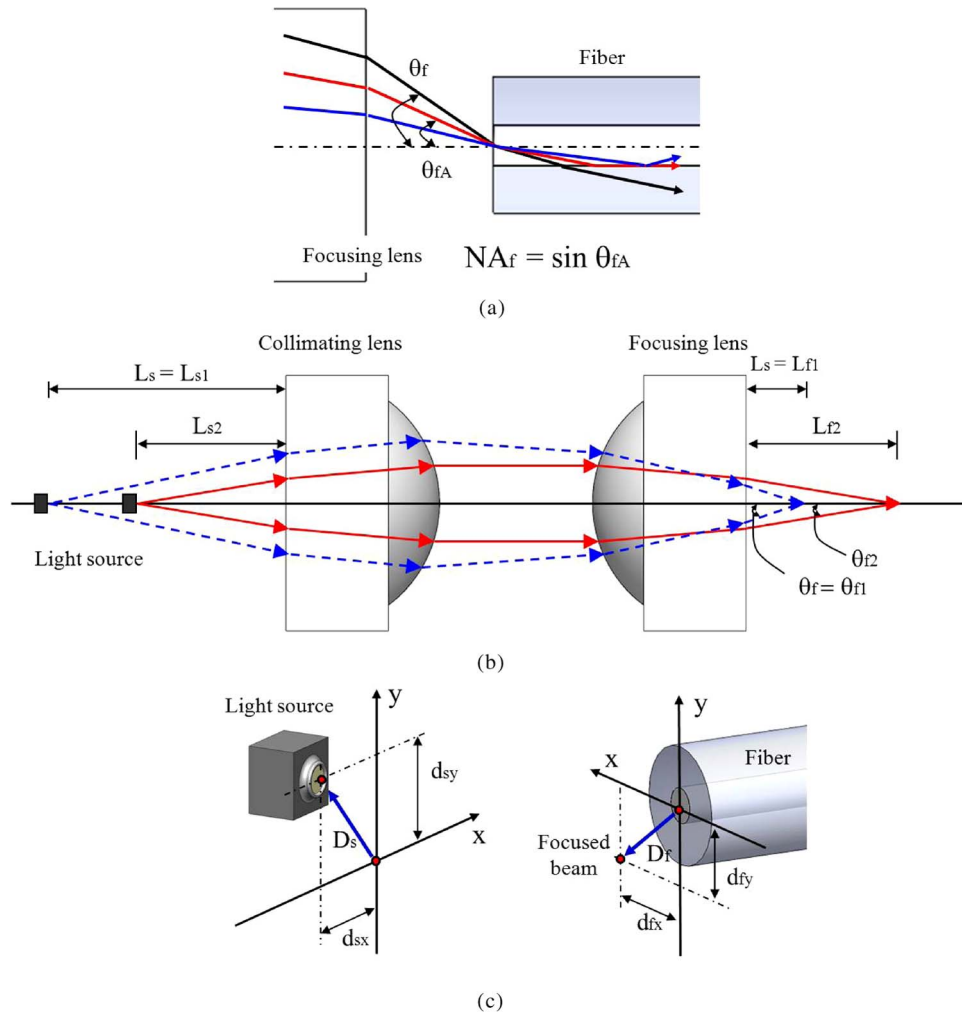 θf
Fiber
θfA
Focusing lens
NAf = sin θfA
(a)
Collimating lens
Focusing lens
Ls = Ls1
Ls = Lf1
Ls2
Lf2
Light source
θf2
θf = θf1
(b)
Light source
y
y
Fiber
dsy
x
x
Ds
Focused
beam
Df
dfy
dsx
dfx
(c)